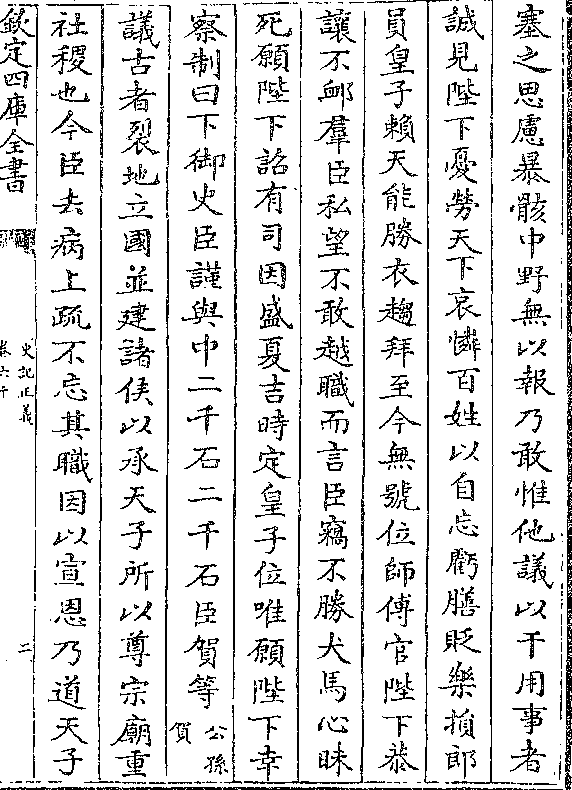 塞之思慮暴骸中野無以報乃敢惟他議以干用事者
誠見陛下憂勞天下哀憐百姓以自忘虧膳貶樂損郎
員皇子賴天能勝衣趨拜至今無號位師傅官陛下恭
讓不䘏羣臣私望不敢越職而言臣竊不勝犬馬心昧
死願陛下詔有司因盛夏吉時定皇子位唯願陛下幸
察制曰下御史臣謹與中二千石二千石臣賀等公孫
賀
議古者裂地立國並建諸侯以承天子所以尊宗廟重
社稷也今臣去病上疏不忘其職因以宣恩乃道天子
欽定四庫全書
史記正義
卷六十
二